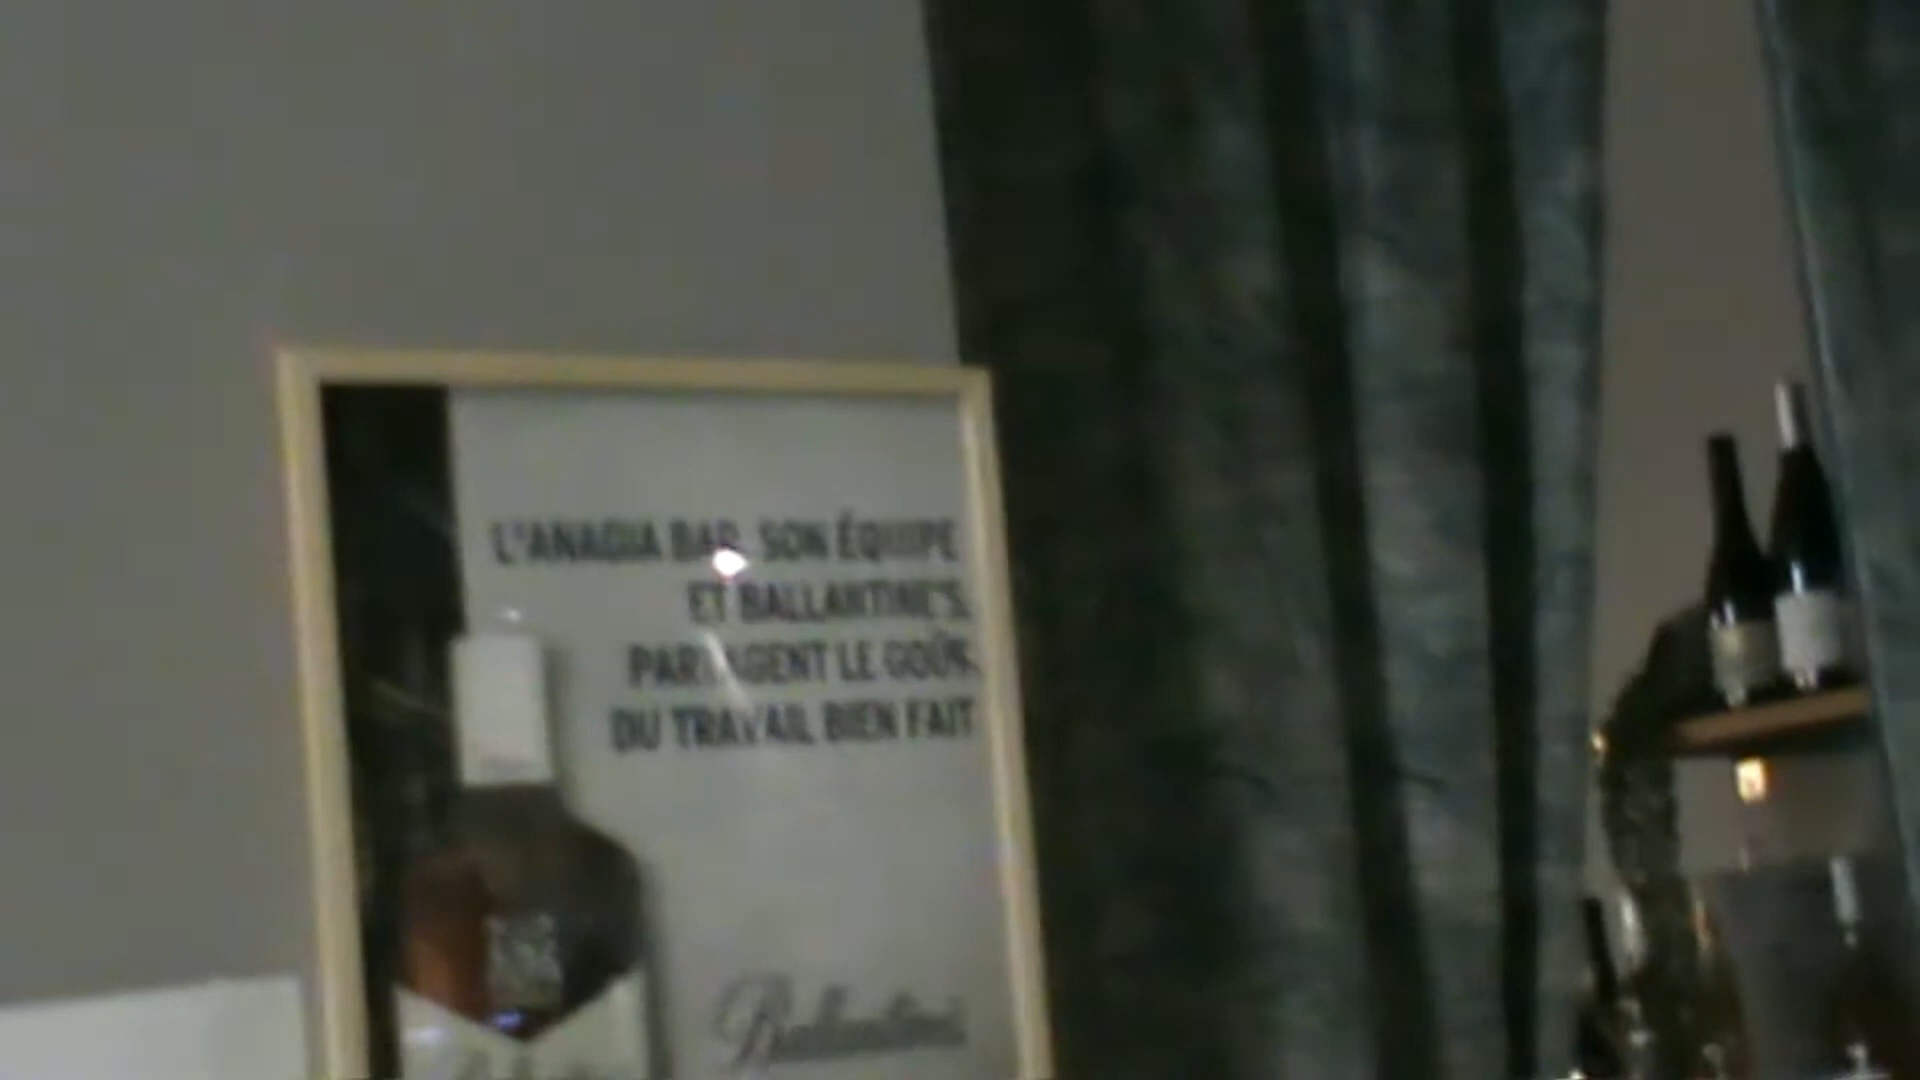 L'ANAGIA BAR, SON ÉQUIPE
ET BALLANTINE'S,
PARTAGENT LE GOÛT
DU TRAVAIL BIEN FAIT
Ballantine's